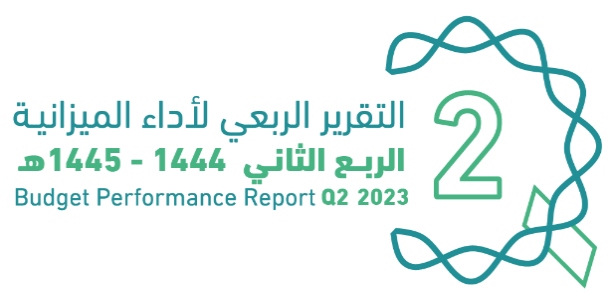 التقرير الربعي لأداء الميزانية
الربع الثاني 1444 - 1445هـ
Budget Performance Report Q2 2023
2